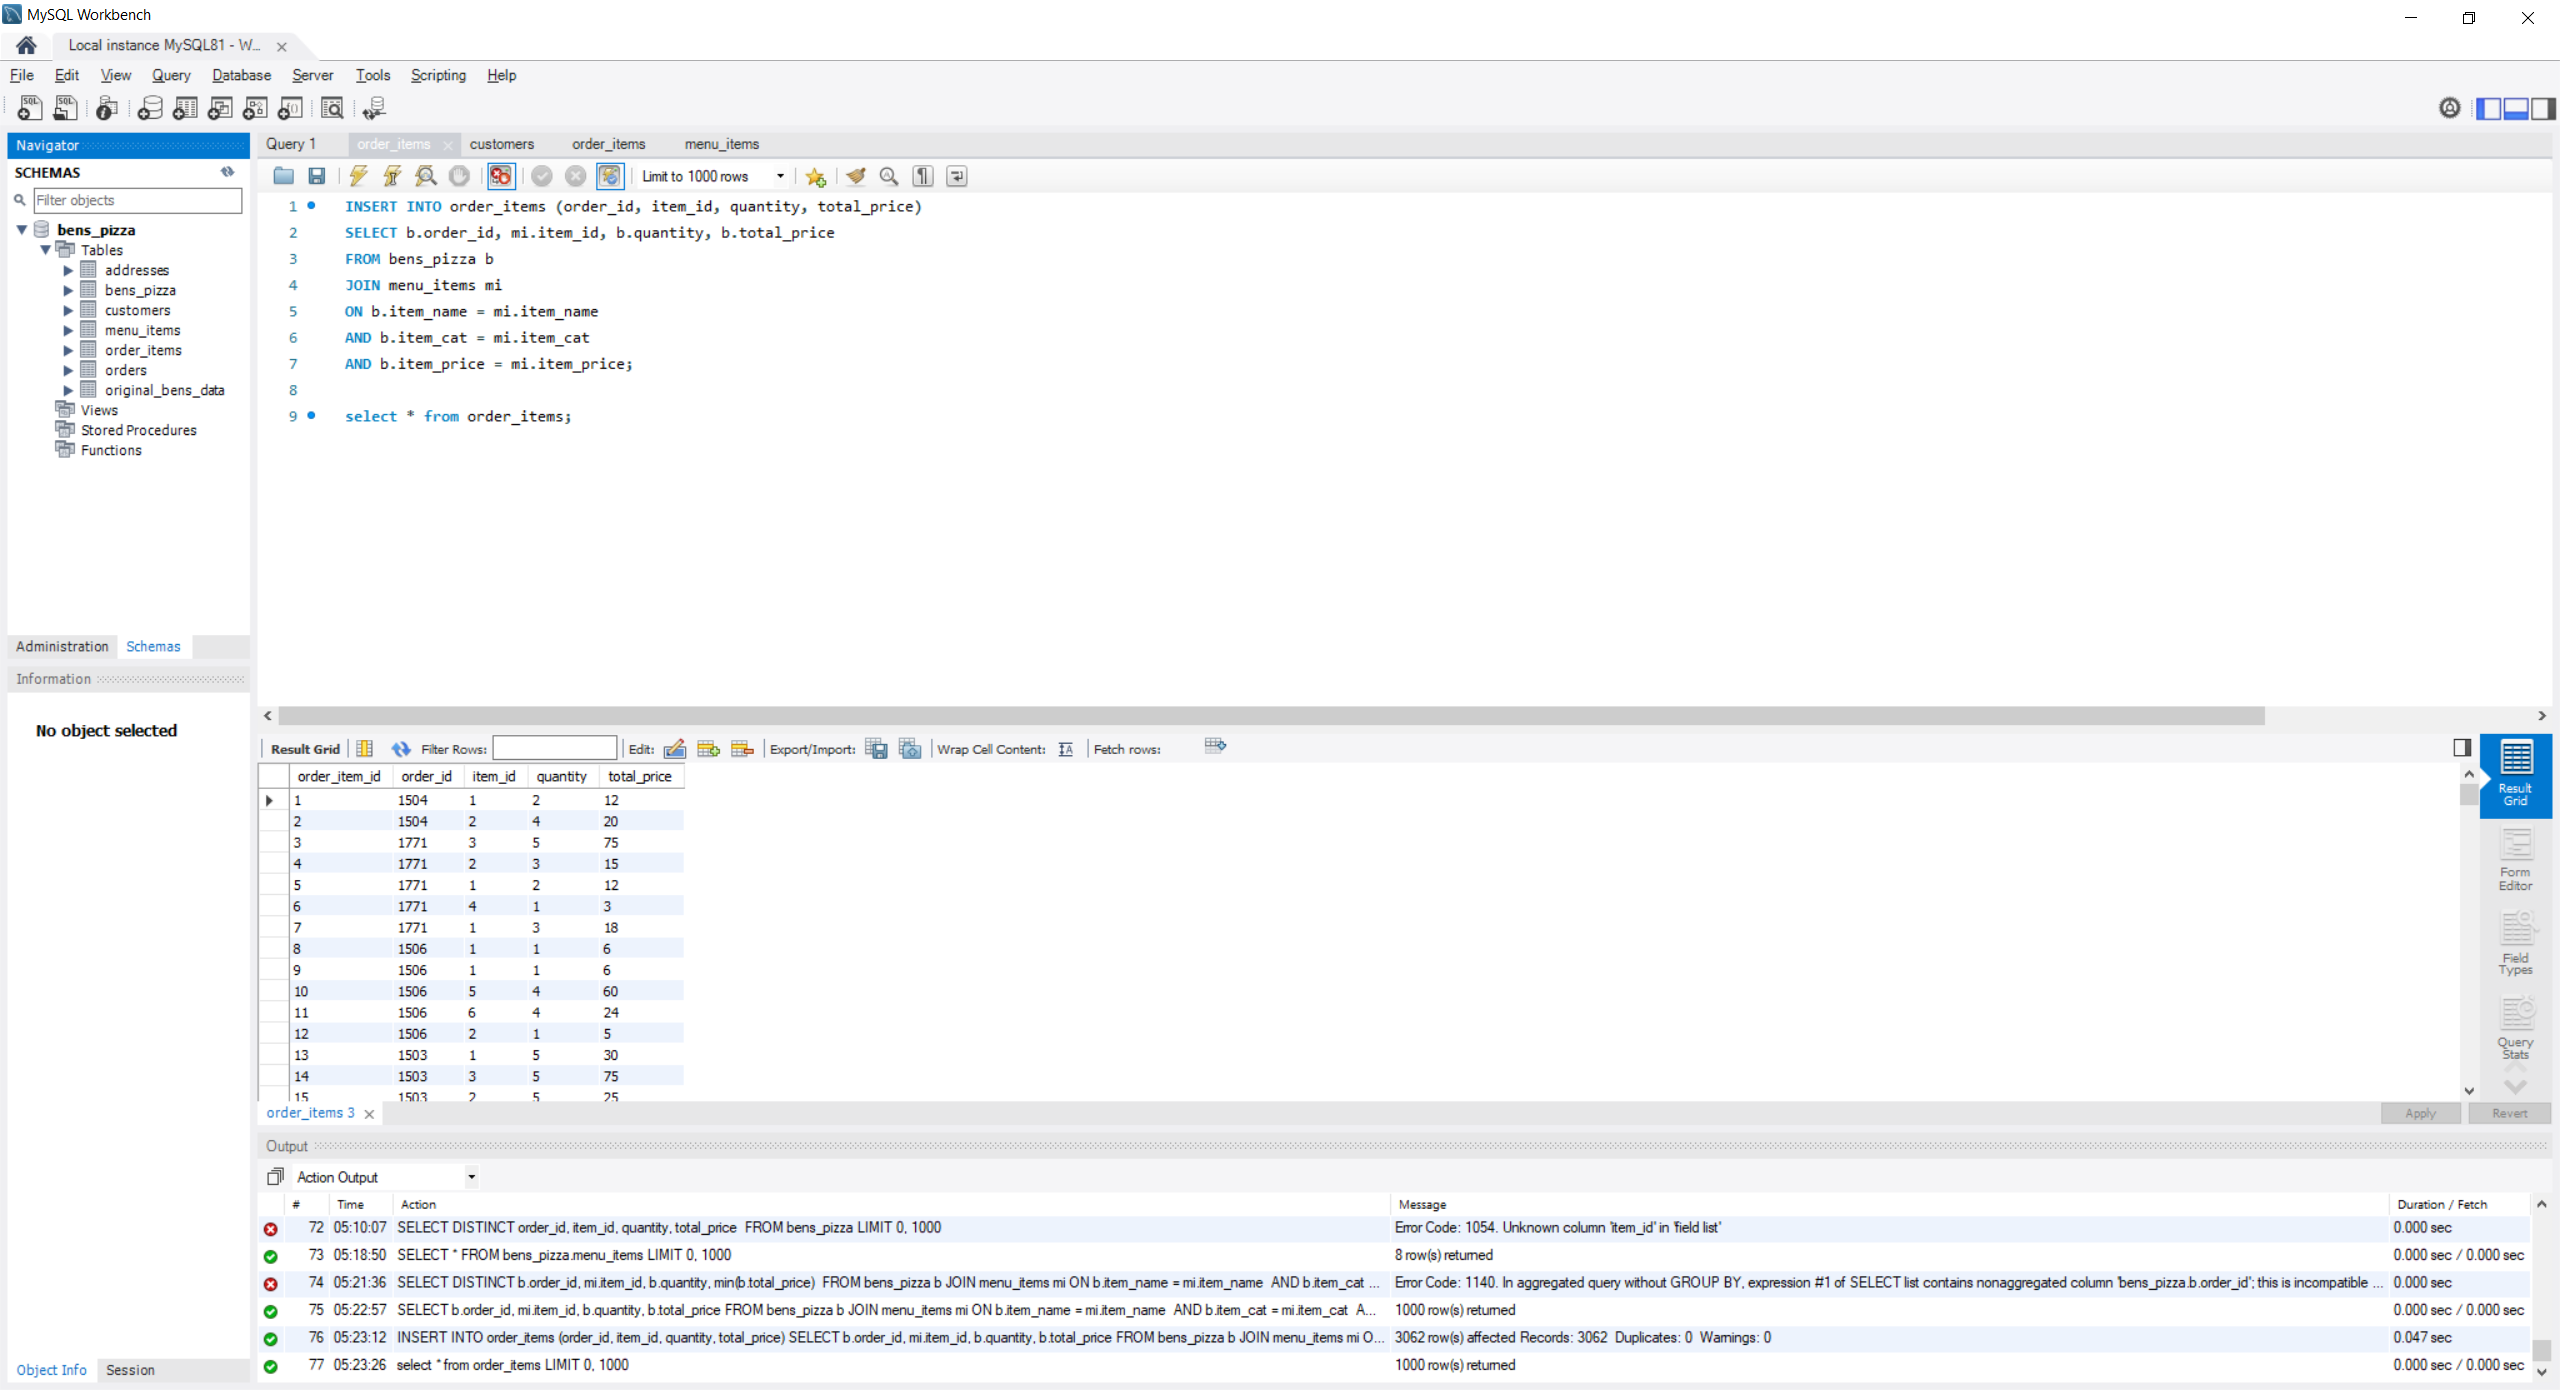 MySQL Workbench
Local instance MySQL81 - W...
File Edit View Query Database Server Tools Scripting Help
Navigator
SCHEMAS
Filter objects
bens_pizza
Tables
addresses
bens_pizza
customers
menu_items
order_items
orders
original_bens_data
Views
Stored Procedures
Functions
Administration Schemas
Information
No object selected
Object Info Session
Query 1 order_items customers order_items menu_items
Limit to 1000 rows
1 INSERT INTO order_items (order_id, item_id, quantity, total_price)
2 SELECT b.order_id, mi.item_id, b.quantity, b.total_price
3 FROM bens_pizza b
4 JOIN menu_items mi
5 ON b.item_name = mi.item_name
6 AND b.item_cat = mi.item_cat
7 AND b.item_price = mi.item_price;
8
9 select * from order_items;
Result Grid Filter Rows: Edit: Export/Import: Wrap Cell Content: Fetch rows:
order_item_id order_id item_id quantity total_price
1 1504 1 2 12
2 1504 2 4 20
3 1771 3 5 75
4 1771 2 3 15
5 1771 1 2 12
6 1771 4 1 3
7 1771 1 3 18
8 1506 1 1 6
9 1506 1 1 6
10 1506 5 4 60
11 1506 6 4 24
12 1506 2 1 5
13 1503 1 5 30
14 1503 3 5 75
15 1503 2 5 25
Result Grid
Form Editor
Field Types
Query Stats
order_items 3
Apply Revert
Output
Action Output
# Time Action Message Duration / Fetch
72 05:10:07 SELECT DISTINCT order_id, item_id, quantity, total_price FROM bens_pizza LIMIT 0, 1000 Error Code: 1054. Unknown column 'item_id' in 'field list' 0.000 sec
73 05:18:50 SELECT * FROM bens_pizza.menu_items LIMIT 0, 1000 8 row(s) returned 0.000 sec / 0.000 sec
74 05:21:36 SELECT DISTINCT b.order_id, mi.item_id, b.quantity, min(b.total_price) FROM bens_pizza b JOIN menu_items mi ON b.item_name = mi.item_name AND b.item_cat ... Error Code: 1140. In aggregated query without GROUP BY, expression #1 of SELECT list contains nonaggregated column 'bens_pizza.b.order_id'; this is incompatible ... 0.000 sec
75 05:22:57 SELECT b.order_id, mi.item_id, b.quantity, b.total_price FROM bens_pizza b JOIN menu_items mi ON b.item_name = mi.item_name AND b.item_cat = mi.item_cat A... 1000 row(s) returned 0.000 sec / 0.000 sec
76 05:23:12 INSERT INTO order_items (order_id, item_id, quantity, total_price) SELECT b.order_id, mi.item_id, b.quantity, b.total_price FROM bens_pizza b JOIN menu_items mi O... 3062 row(s) affected Records: 3062 Duplicates: 0 Warnings: 0 0.047 sec
77 05:23:26 select * from order_items LIMIT 0, 1000 1000 row(s) returned 0.000 sec / 0.000 sec